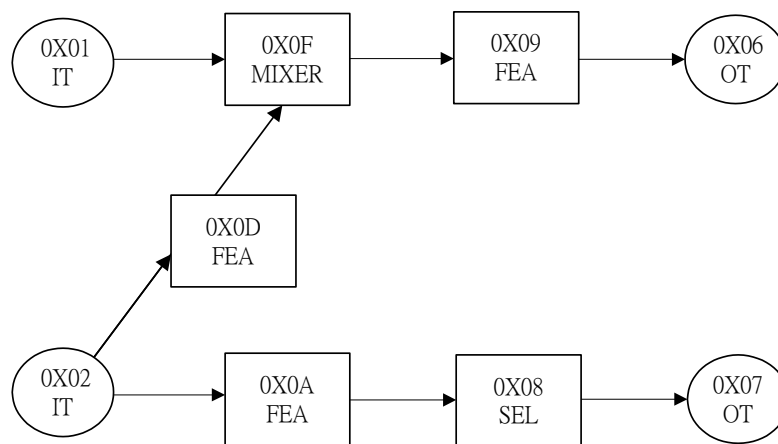 0X01
IT
0X0F
MIXER
0X09
FEA
0X06
OT
0X0D
FEA
0X02
IT
0X0A
FEA
0X08
SEL
0X07
OT